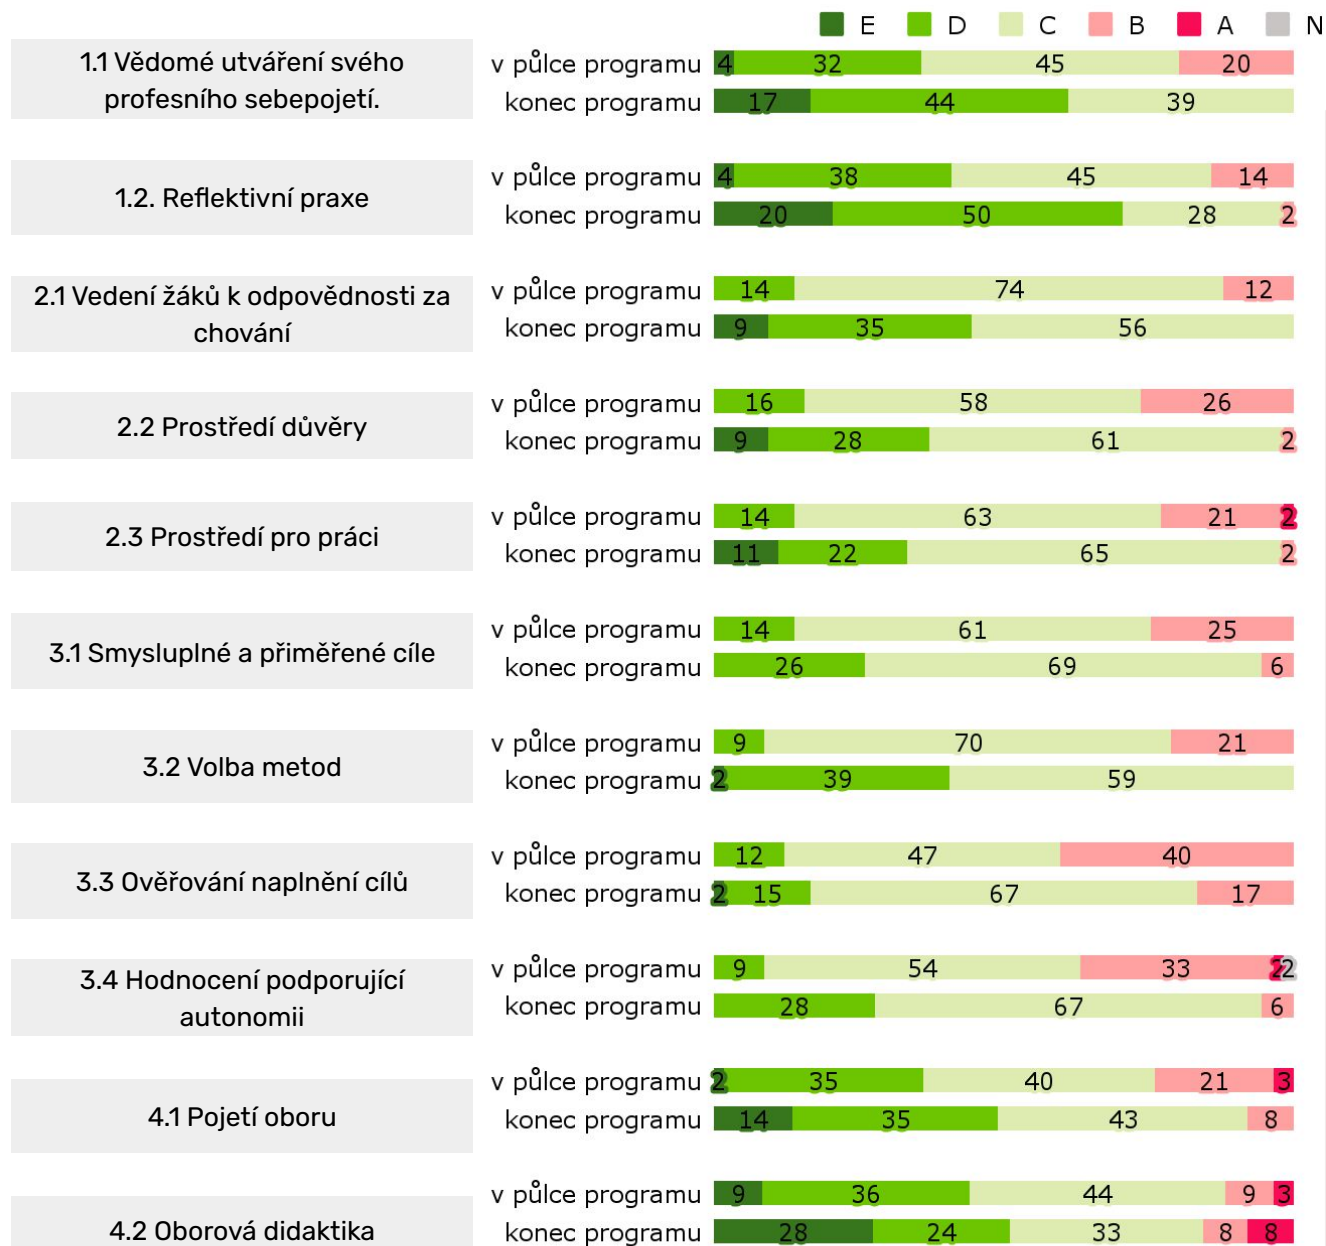 E D C B A N
1.1 Vědomé utváření svého
profesního sebepojetí.
v půlce programu 4 32 45 20
konec programu 17 44 39
1.2. Reflektivní praxe
v půlce programu 4 38 45 14
konec programu 20 50 28 2
2.1 Vedení žáků k odpovědnosti za
chování
v půlce programu 14 74 12
konec programu 9 35 56
2.2 Prostředí důvěry
v půlce programu 16 58 26
konec programu 9 28 61 2
2.3 Prostředí pro práci
v půlce programu 14 63 21 2
konec programu 11 22 65 2
3.1 Smysluplné a přiměřené cíle
v půlce programu 14 61 25
konec programu 26 69 6
3.2 Volba metod
v půlce programu 9 70 21
konec programu 2 39 59
3.3 Ověřování naplnění cílů
v půlce programu 12 47 40
konec programu 2 15 67 17
3.4 Hodnocení podporující
autonomii
v půlce programu 9 54 33 2 2
konec programu 28 67 6
4.1 Pojetí oboru
v půlce programu 2 35 40 21 3
konec programu 14 35 43 8
4.2 Oborová didaktika
v půlce programu 9 36 44 9 3
konec programu 28 24 33 8 8